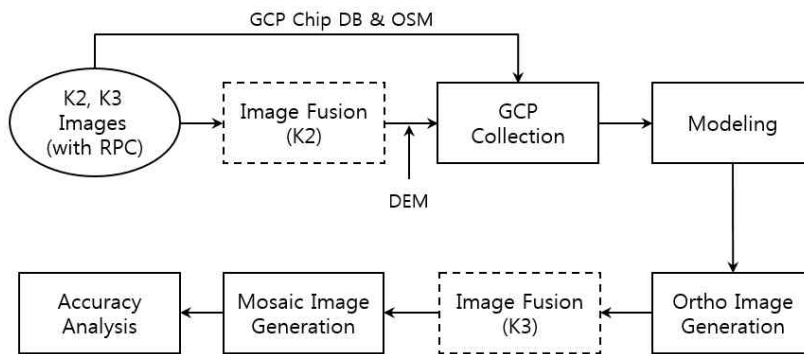 GCP Chip DB & OSM
K2, K3
Images
(with RPC)
Image Fusion
(K2)
DEM
GCP
Collection
Modeling
Ortho Image
Generation
Image Fusion
(K3)
Mosaic Image
Generation
Accuracy
Analysis